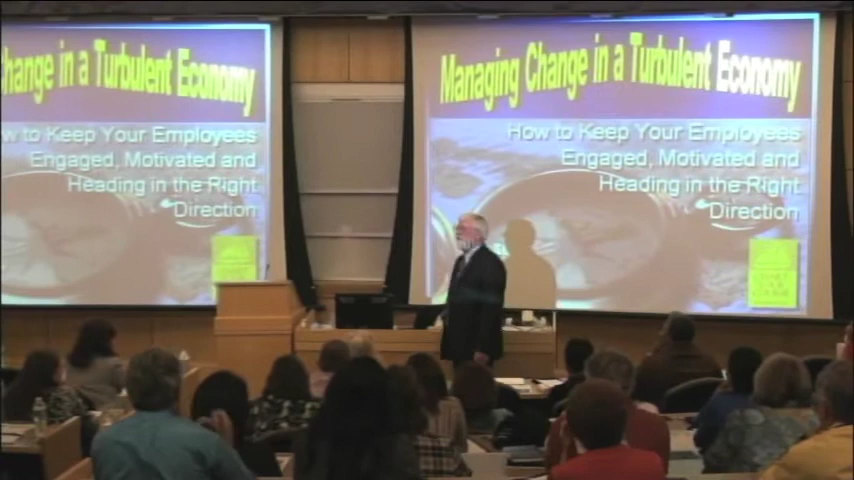 Change in a Turbulent Economy
to Keep Your Employees
Engaged, Motivated and
Heading in the Right
Direction
Managing Change in a Turbulent Economy
How to Keep Your Employees
Engaged, Motivated and
Heading in the Right
Direction